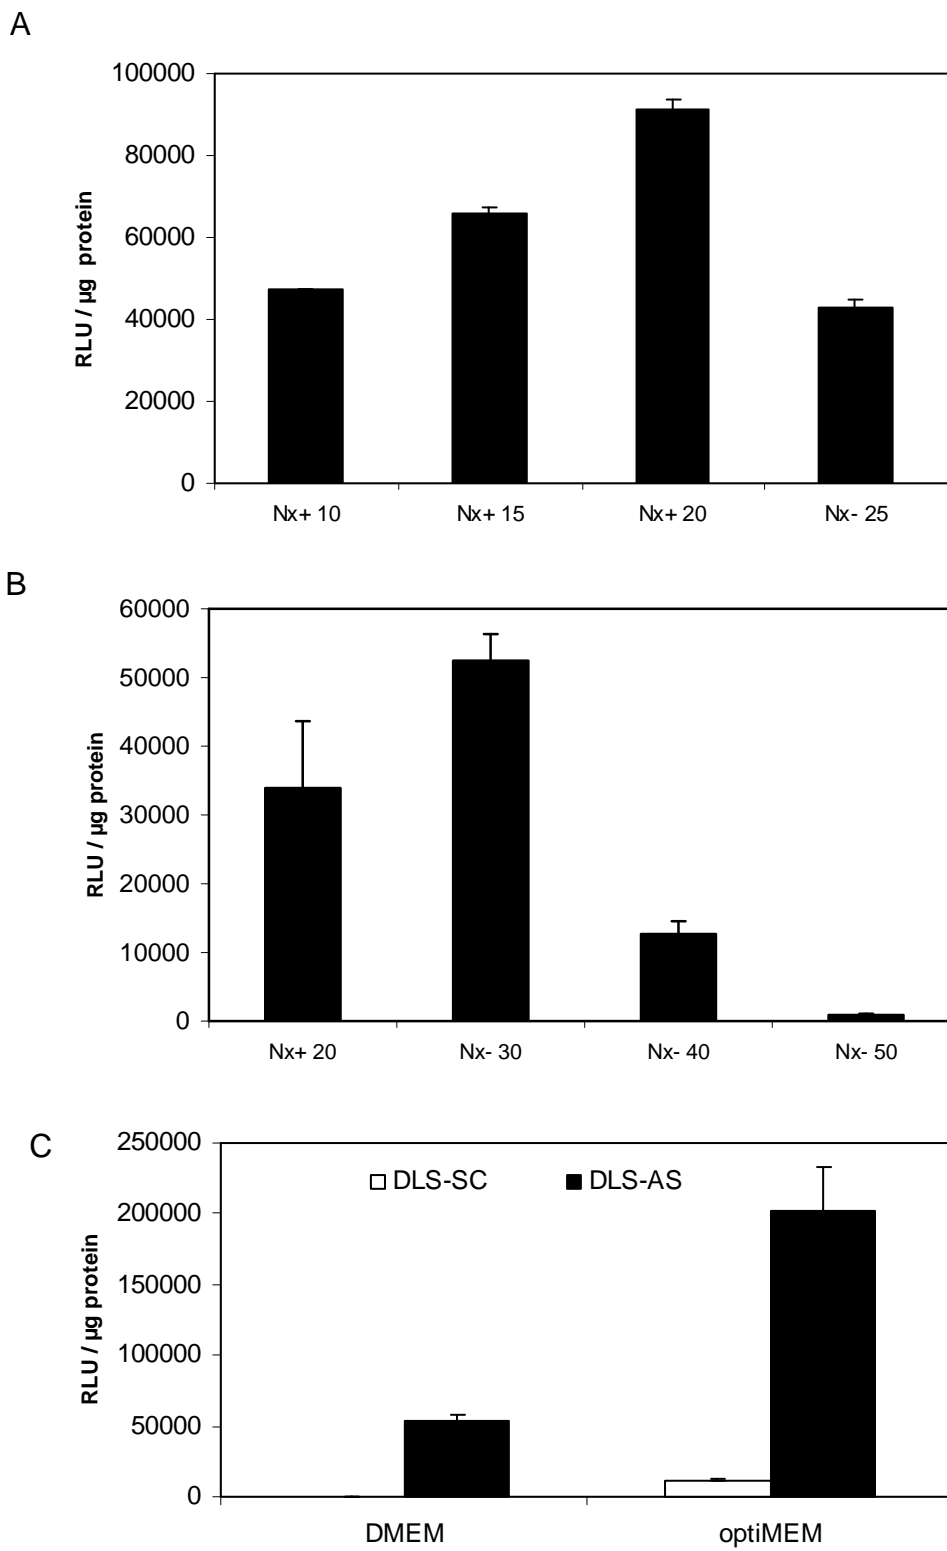 A
100000
80000
60000
40000
20000
0
RLU / µg protein
Nx+ 10 Nx+ 15 Nx+ 20 Nx- 25
B
60000
50000
40000
30000
20000
10000
0
RLU / µg protein
Nx+ 20 Nx- 30 Nx- 40 Nx- 50
C
250000
200000
150000
100000
50000
0
RLU / µg protein
DLS-SC DLS-AS
DMEM optiMEM